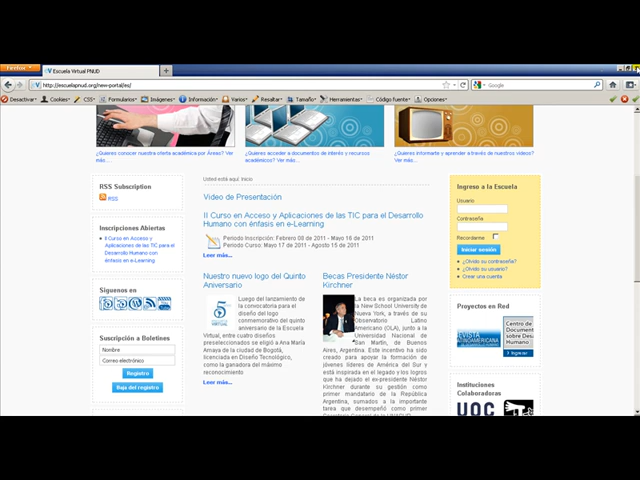 Firefox
Escuela Virtual PNUD
http://escuelapnud.org/new-portal/es/
Google
Desactivar Cookies CSS Formularios Imágenes Información Varios Resaltar Tamaño Herramientas Código fuente Opciones
¿Quieres conocer nuestra oferta académica por Áreas? Ver más....
¿Quieres acceder a documentos de interés y recursos académicos? Ver más...
¿Quieres informarte y aprender a través de nuestros videos? Ver más...
Usted está aquí: Inicio
RSS Subscription
RSS
Inscripciones Abiertas
II Curso en Acceso y
Aplicaciones de las TIC para el
Desarrollo Humano con
énfasis en e-Learning
Síguenos en
Suscripción a Boletines
Nombre
Correo electrónico
Registro
Baja del registro
Video de Presentación
II Curso en Acceso y Aplicaciones de las TIC para el Desarrollo
Humano con énfasis en e-Learning
Periodo Inscripción: Febrero 08 de 2011 - Mayo 16 de 2011
Periodo Curso: Mayo 17 de 2011 - Agosto 15 de 2011
Leer más...
Nuestro nuevo logo del Quinto
Aniversario
Luego del lanzamiento de
la convocatoria para el
diseño del logo
conmemorativo del quinto
aniversario de la Escuela
Virtual, entre cuatro diseños
preseleccionados se eligió a Ana María
Amaya de la ciudad de Bogotá,
licenciada en Diseño Tecnológico,
como la ganadora del máximo
reconocimiento
Leer más...
Becas Presidente Néstor
Kirchner
La beca es organizada por
la New School University de
Nueva York, a través de su
Observatorio Latino
Americano (OLA), junto a la
Universidad Nacional de
San Martín, de Buenos
Aires, Argentina. Este incentivo ha sido
creado para apoyar la formación de
jóvenes líderes de América del Sur y
está inspirada en el legado y los logros
que ha dejado el ex-presidente Néstor
Kirchner durante su gestión como
primer mandatario de la República
Argentina, sumados a la importante
tarea que desempeñó como primer
Ingreso a la Escuela
Usuario
Contraseña
Recordarme
Iniciar sesión
¿Olvido su contraseña?
¿Olvido su usuario?
Crear una cuenta
Proyectos en Red
Centro de
Document
sobre Desa
Humano
Ingresar
Instituciones
Colaboradoras
UOC